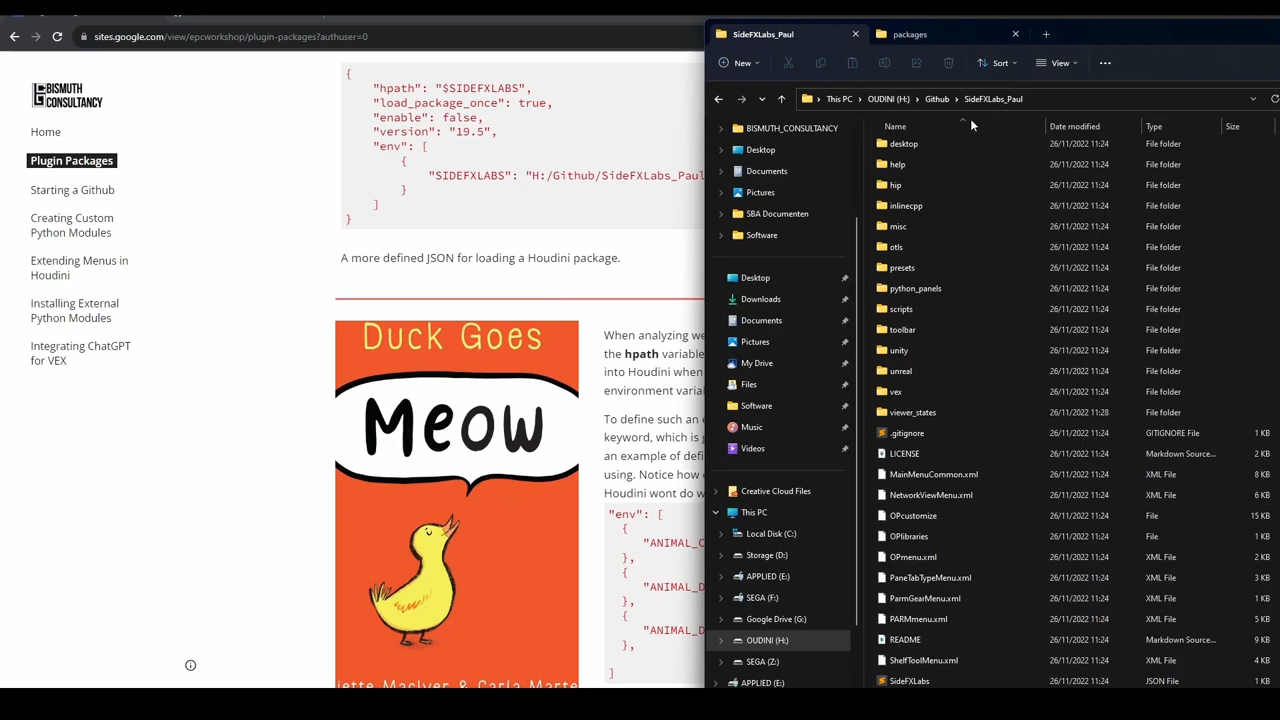 sites.google.com/view/epcworkshop/plugin-packages?authuser=0
BISMUTH
CONSULTANCY
Home
Plugin Packages
Starting a Github
Creating Custom
Python Modules
Extending Menus in
Houdini
Installing External
Python Modules
Integrating ChatGPT
for VEX
{
"hpath": "$SIDEFXLABS",
"load_package_once": true,
"enable": false,
"version": "19.5",
"env": [
{
"SIDEFXLABS": "H:/Github/SideFXLabs_Paul
}
]
}
A more defined JSON for loading a Houdini package.
Duck Goes
Meow
When analyzing we
the hpath variable
into Houdini when
environment varia
To define such an e
keyword, which is g
an example of defi
using. Notice how
Houdini wont do w
"env": [
{
"ANIMAL_C
},
{
"ANIMAL_D
},
{
"ANIMAL_D
},
]
SideFXLabs_Paul
packages
New
Sort
View
This PC > OUDINI (H:) > Github > SideFXLabs_Paul
BISMUTH_CONSULTANCY
Desktop
Documents
Pictures
SBA Documenten
Software
Desktop
Downloads
Documents
Pictures
My Drive
Files
Software
Music
Videos
Creative Cloud Files
This PC
Local Disk (C:)
Storage (D:)
APPLIED (E:)
SEGA (F:)
Google Drive (G:)
OUDINI (H:)
SEGA (Z:)
APPLIED (E:)
Name Date modified Type Size
desktop 26/11/2022 11:24 File folder
help 26/11/2022 11:24 File folder
hip 26/11/2022 11:24 File folder
inlinecpp 26/11/2022 11:24 File folder
misc 26/11/2022 11:24 File folder
otls 26/11/2022 11:24 File folder
presets 26/11/2022 11:24 File folder
python_panels 26/11/2022 11:24 File folder
scripts 26/11/2022 11:24 File folder
toolbar 26/11/2022 11:24 File folder
unity 26/11/2022 11:24 File folder
unreal 26/11/2022 11:24 File folder
vex 26/11/2022 11:24 File folder
viewer_states 26/11/2022 11:28 File folder
.gitignore 26/11/2022 11:24 GITIGNORE File 1 KB
LICENSE 26/11/2022 11:24 Markdown Source... 2 KB
MainMenuCommon.xml 26/11/2022 11:24 XML File 8 KB
NetworkViewMenu.xml 26/11/2022 11:24 XML File 6 KB
OPcustomize 26/11/2022 11:24 File 15 KB
OPlibraries 26/11/2022 11:24 File 1 KB
OPmenu.xml 26/11/2022 11:24 XML File 2 KB
PaneTabTypeMenu.xml 26/11/2022 11:24 XML File 3 KB
ParmGearMenu.xml 26/11/2022 11:24 XML File 5 KB
PARMmenu.xml 26/11/2022 11:24 XML File 5 KB
README 26/11/2022 11:24 Markdown Source... 9 KB
ShelfToolMenu.xml 26/11/2022 11:24 XML File 4 KB
SideFXLabs 26/11/2022 11:24 JSON File 1 KB